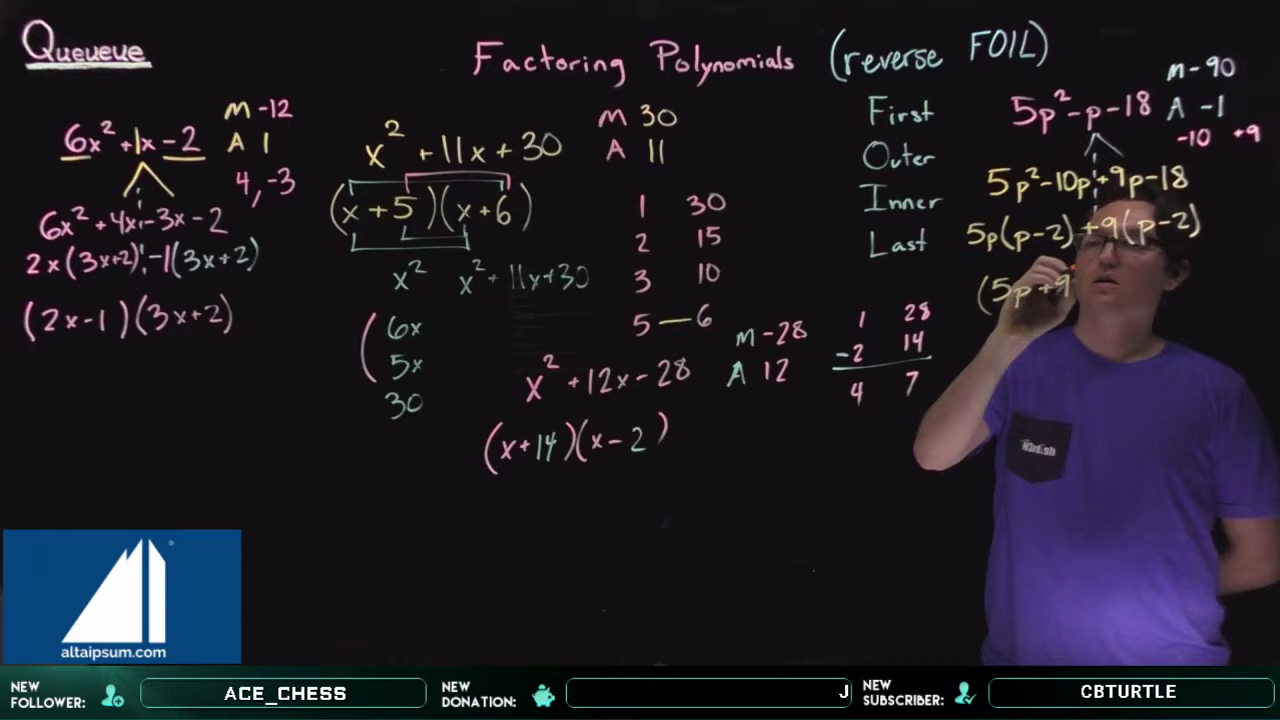 Queueue
Factoring Polynomials (reverse FOIL)
6x² + 1x - 2
M -12
A 1
4, -3
6x² + 4x - 3x - 2
2x(3x+2) -1(3x+2)
(2x-1)(3x+2)
x² + 11x + 30
M 30
A 11
(x+5)(x+6)
x² x² + 11x + 30
6x
5x
30
1 30
2 15
3 10
5 — 6
x² + 12x - 28
M -28
A 12
(x+14)(x-2)
1 28
-2 14
4 7
First
Outer
Inner
Last
5p² - p - 18
M -90
A -1
-10 +9
5p² - 10p + 9p - 18
5p(p-2) + 9(p-2)
(5p+9
N3rdish
altaipsum.com
NEW FOLLOWER:
ACE_CHESS
NEW DONATION:
J
NEW SUBSCRIBER:
CBTURTLE